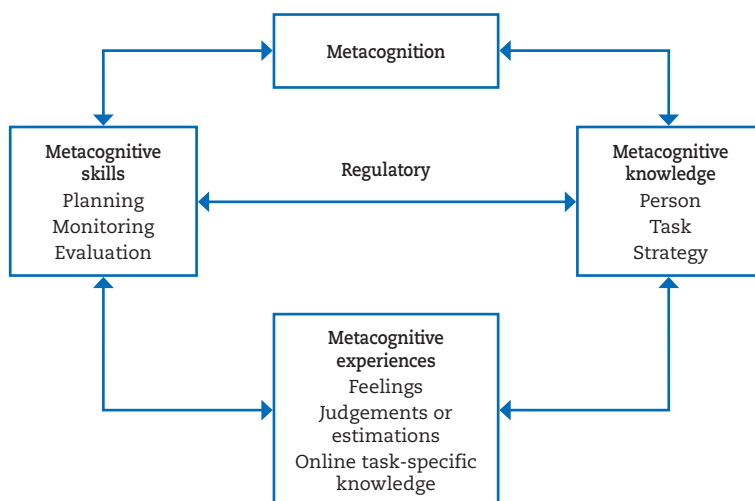 Metacognition
Metacognitive
skills
Planning
Monitoring
Evaluation
Regulatory
Metacognitive
knowledge
Person
Task
Strategy
Metacognitive
experiences
Feelings
Judgements or
estimations
Online task-specific
knowledge